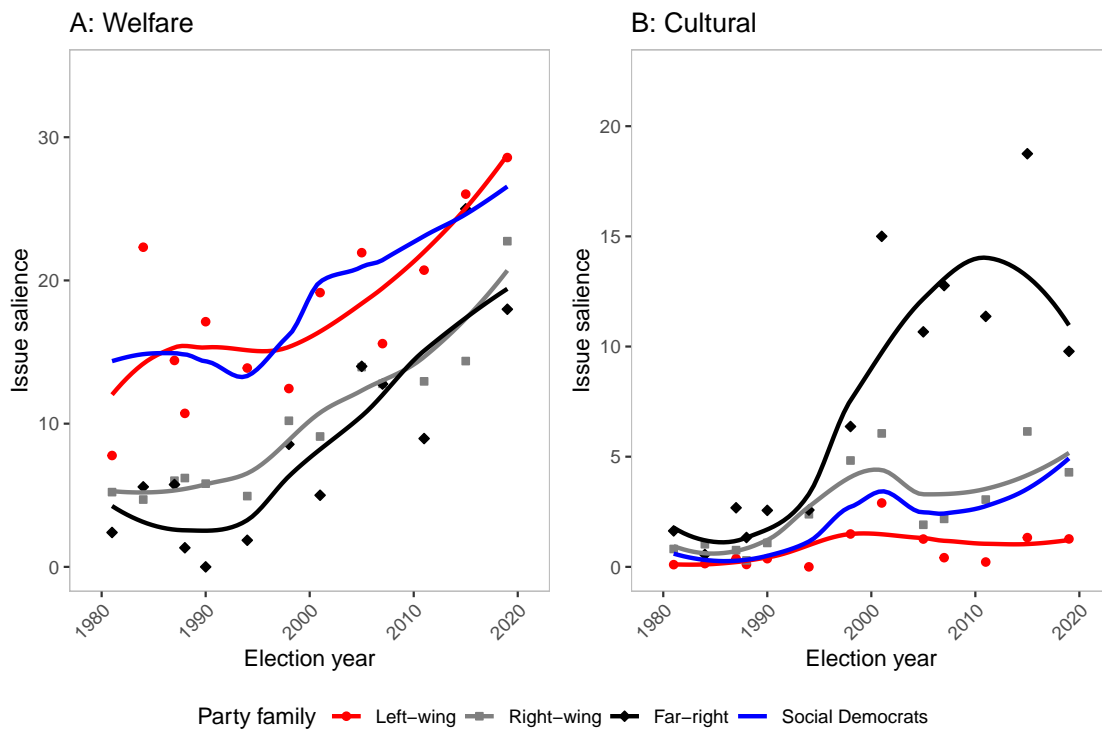 A: Welfare
Issue salience
30
20
10
0
1980
1990
2000
2010
2020
Election year
B: Cultural
Issue salience
20
15
10
5
0
1980
1990
2000
2010
2020
Election year
Party family Left−wing Right−wing Far−right Social Democrats